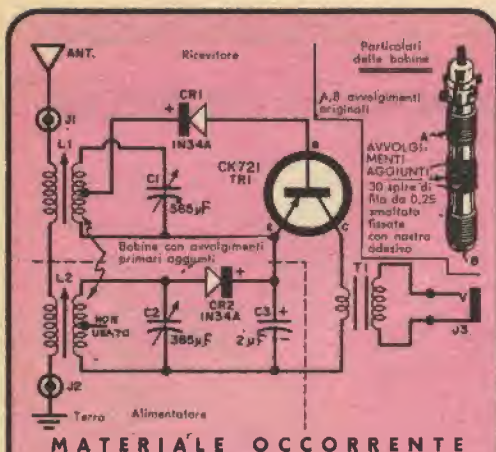 ANT.
Ricevitore
Particolari
delle bobine
J1
CR1
+
1N34A
A,B avvolgimenti
originali
L1
C1
365µF
B
CK721
TR1
E
C
A
AVVOLGI-
MENTI
AGGIUNTI
30 spire di
filo da 0,25
smaltato
fissate
con nastro
adesivo
B
Bobine con avvolgimenti
primari aggiunti
L2
NON
USATO
C2
365µF
CR2
1N34A
+
C3
+
2µF
–
T1
J3
J2
Terra
Alimentatore
MATERIALE OCCORRENTE